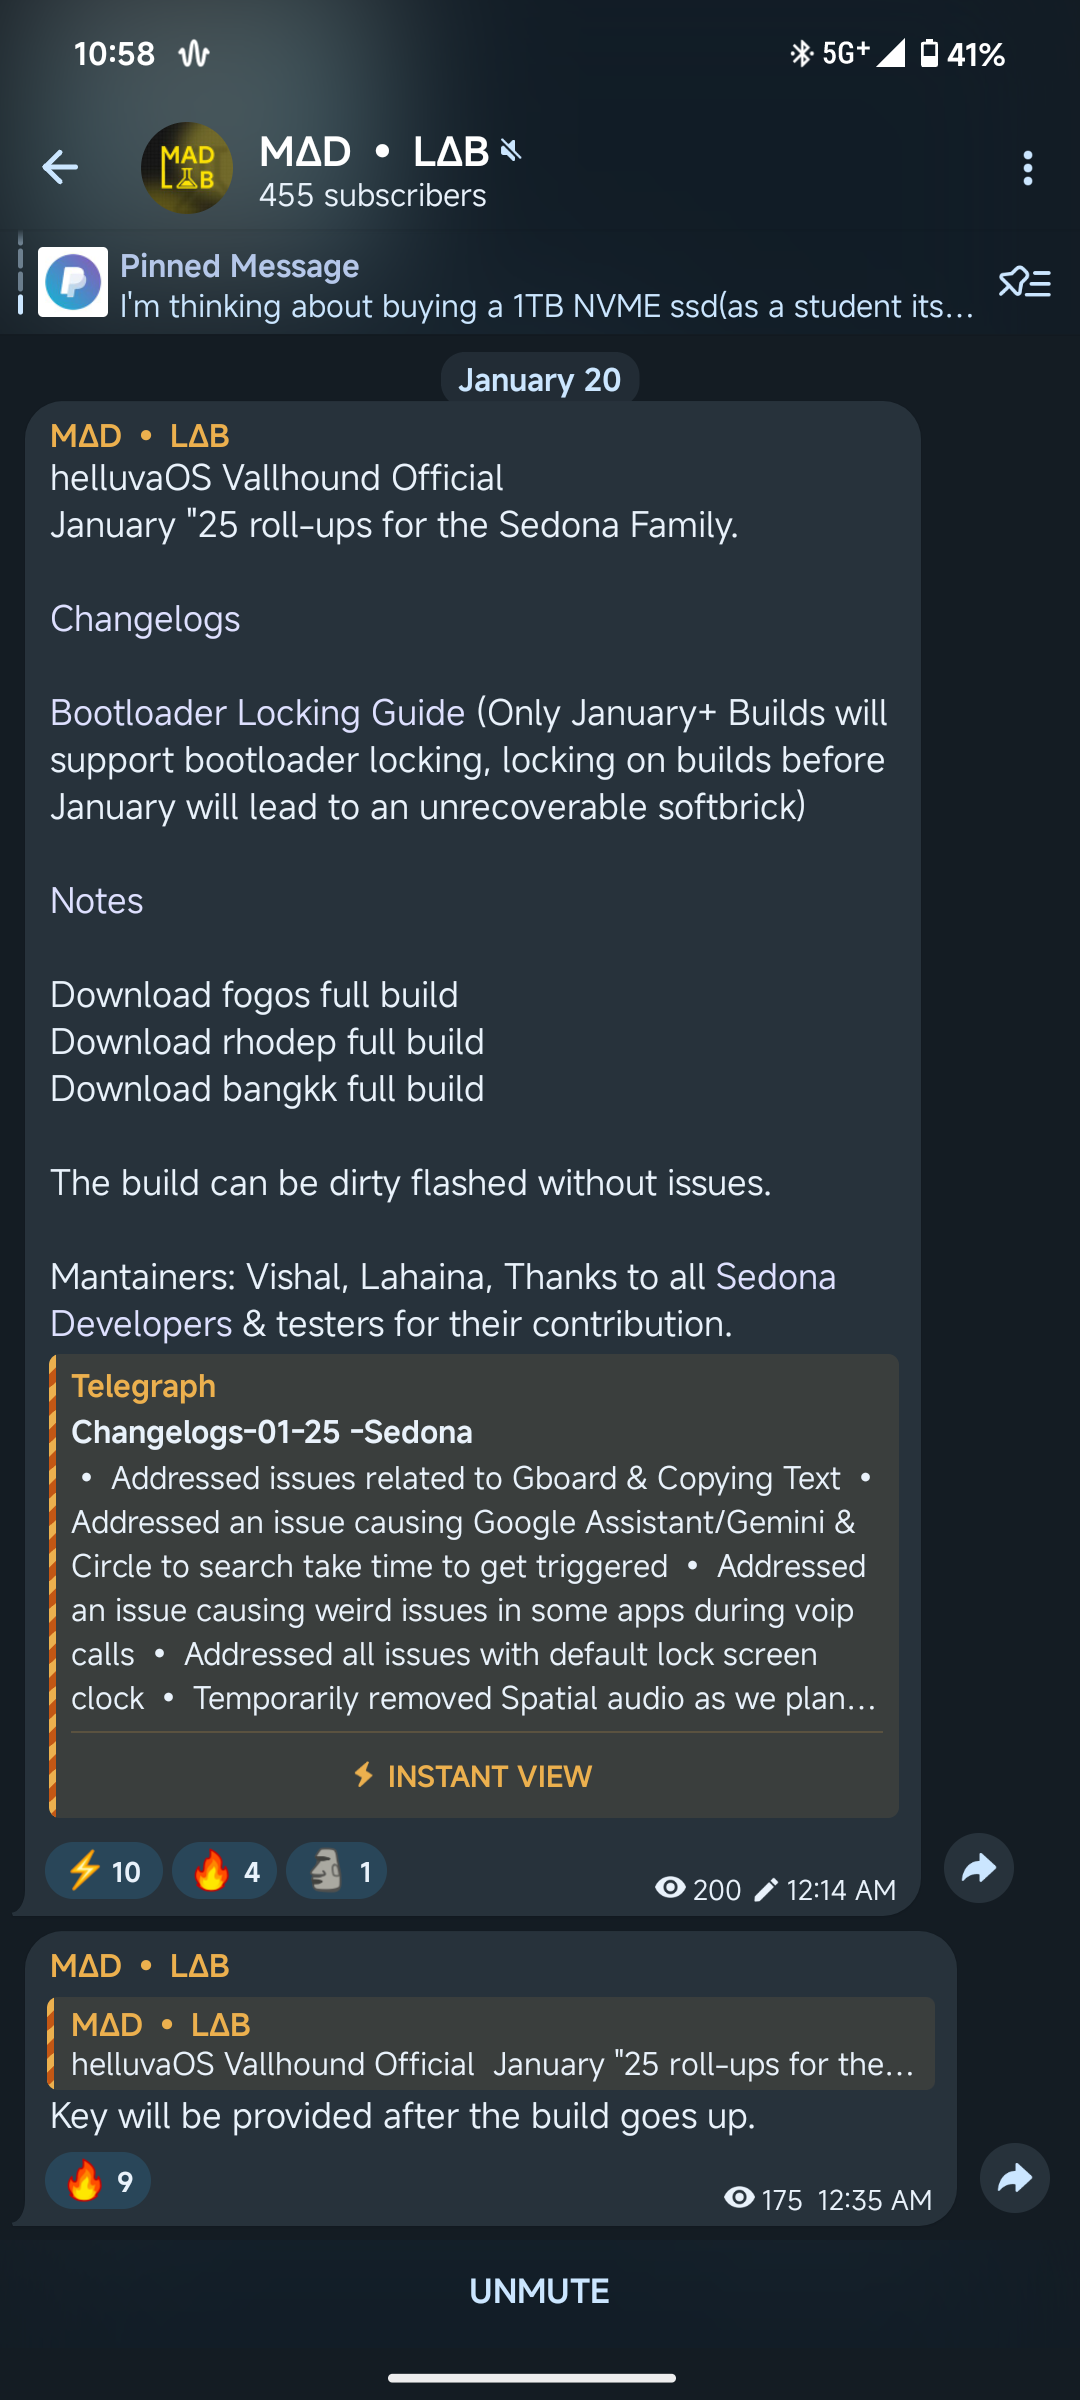 10:58
5G+
41%
MAD
LAB
MΔD • LΔB
455 subscribers
Pinned Message
I'm thinking about buying a 1TB NVME ssd(as a student its...
January 20
MΔD • LΔB
helluvaOS Vallhound Official
January "25 roll-ups for the Sedona Family.
Changelogs
Bootloader Locking Guide (Only January+ Builds will
support bootloader locking, locking on builds before
January will lead to an unrecoverable softbrick)
Notes
Download fogos full build
Download rhodep full build
Download bangkk full build
The build can be dirty flashed without issues.
Mantainers: Vishal, Lahaina, Thanks to all Sedona
Developers & testers for their contribution.
Telegraph
Changelogs-01-25 -Sedona
• Addressed issues related to Gboard & Copying Text •
Addressed an issue causing Google Assistant/Gemini &
Circle to search take time to get triggered • Addressed
an issue causing weird issues in some apps during voip
calls • Addressed all issues with default lock screen
clock • Temporarily removed Spatial audio as we plan...
⚡ INSTANT VIEW
⚡ 10 🔥 4 🗿 1
200 12:14 AM
MΔD • LΔB
MΔD • LΔB
helluvaOS Vallhound Official January "25 roll-ups for the...
Key will be provided after the build goes up.
🔥 9
175 12:35 AM
UNMUTE